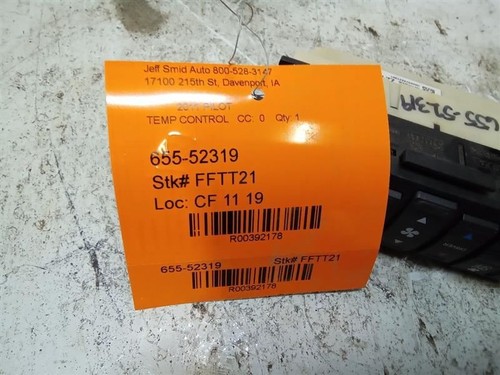 Jeff Smid Auto 800-528-3147
17100 215th St, Davenport, IA
PILOT
TEMP CONTROL CC: 0 Qty: 1
655-52319
Stk# FFTT21
Loc: CF 11 19
R00392178
655-52319 Stk# FFTT21
R00392178
655-52319